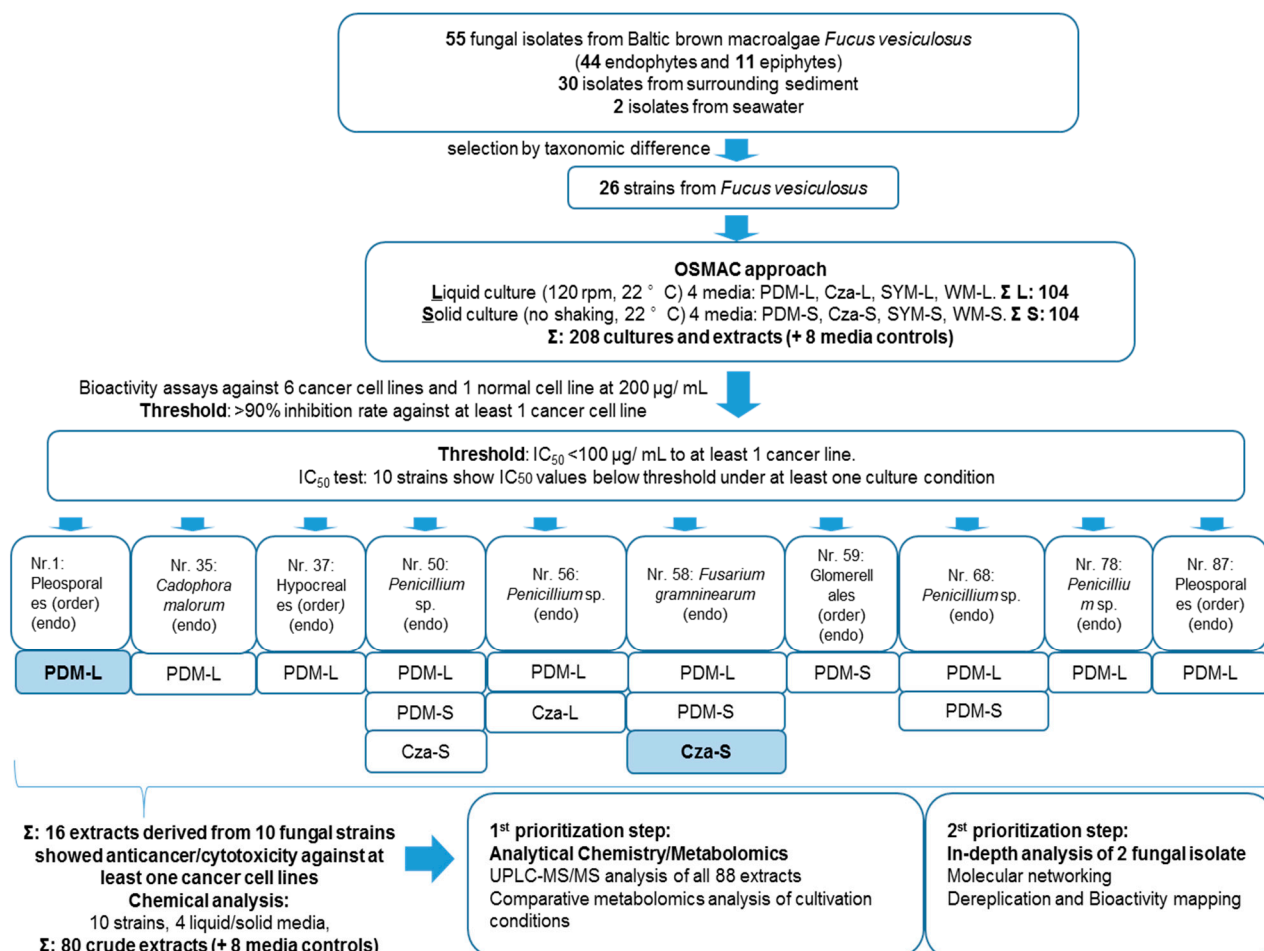 55 fungal isolates from Baltic brown macroalgae Fucus vesiculosus
(44 endophytes and 11 epiphytes)
30 isolates from surrounding sediment
2 isolates from seawater
selection by taxonomic difference
26 strains from Fucus vesiculosus
OSMAC approach
Liquid culture (120 rpm, 22 ° C) 4 media: PDM-L, Cza-L, SYM-L, WM-L. Σ L: 104
Solid culture (no shaking, 22 ° C) 4 media: PDM-S, Cza-S, SYM-S, WM-S. Σ S: 104
Σ: 208 cultures and extracts (+ 8 media controls)
Bioactivity assays against 6 cancer cell lines and 1 normal cell line at 200 µg/ mL
Threshold: >90% inhibition rate against at least 1 cancer cell line
Threshold: IC50 <100 µg/ mL to at least 1 cancer line.
IC50 test: 10 strains show IC50 values below threshold under at least one culture condition
Nr.1:
Pleosporal
es (order)
(endo)
PDM-L
Nr. 35:
Cadophora
malorum
(endo)
PDM-L
Nr. 37:
Hypocreal
es (order)
(endo)
PDM-L
Nr. 50:
Penicillium
sp.
(endo)
PDM-L
PDM-S
Cza-S
Nr. 56:
Penicillium sp.
(endo)
PDM-L
Cza-L
Nr. 58: Fusarium
gramninearum
(endo)
PDM-L
PDM-S
Cza-S
Nr. 59:
Glomerell
ales
(order)
(endo)
PDM-S
Nr. 68:
Penicillium sp.
(endo)
PDM-L
PDM-S
Nr. 78:
Penicilliu
m sp.
(endo)
PDM-L
Nr. 87:
Pleosporal
es (order)
(endo)
PDM-L
Σ: 16 extracts derived from 10 fungal strains
showed anticancer/cytotoxicity against at
least one cancer cell lines
Chemical analysis:
10 strains, 4 liquid/solid media,
Σ: 80 crude extracts (+ 8 media controls)
1st prioritization step:
Analytical Chemistry/Metabolomics
UPLC-MS/MS analysis of all 88 extracts
Comparative metabolomics analysis of cultivation
conditions
2st prioritization step:
In-depth analysis of 2 fungal isolate
Molecular networking
Dereplication and Bioactivity mapping